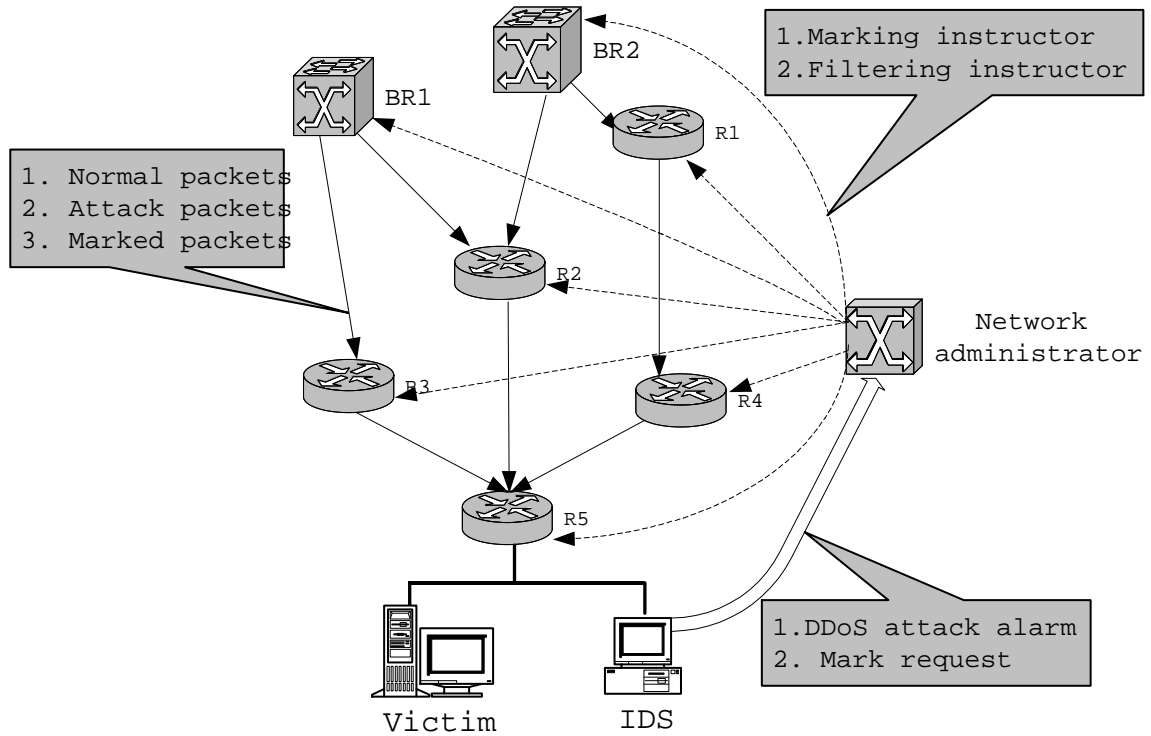 BR2
1.Marking instructor
2.Filtering instructor
BR1
R1
1. Normal packets
2. Attack packets
3. Marked packets
R2
Network
administrator
R3
R4
R5
1.DDoS attack alarm
2. Mark request
Victim
IDS